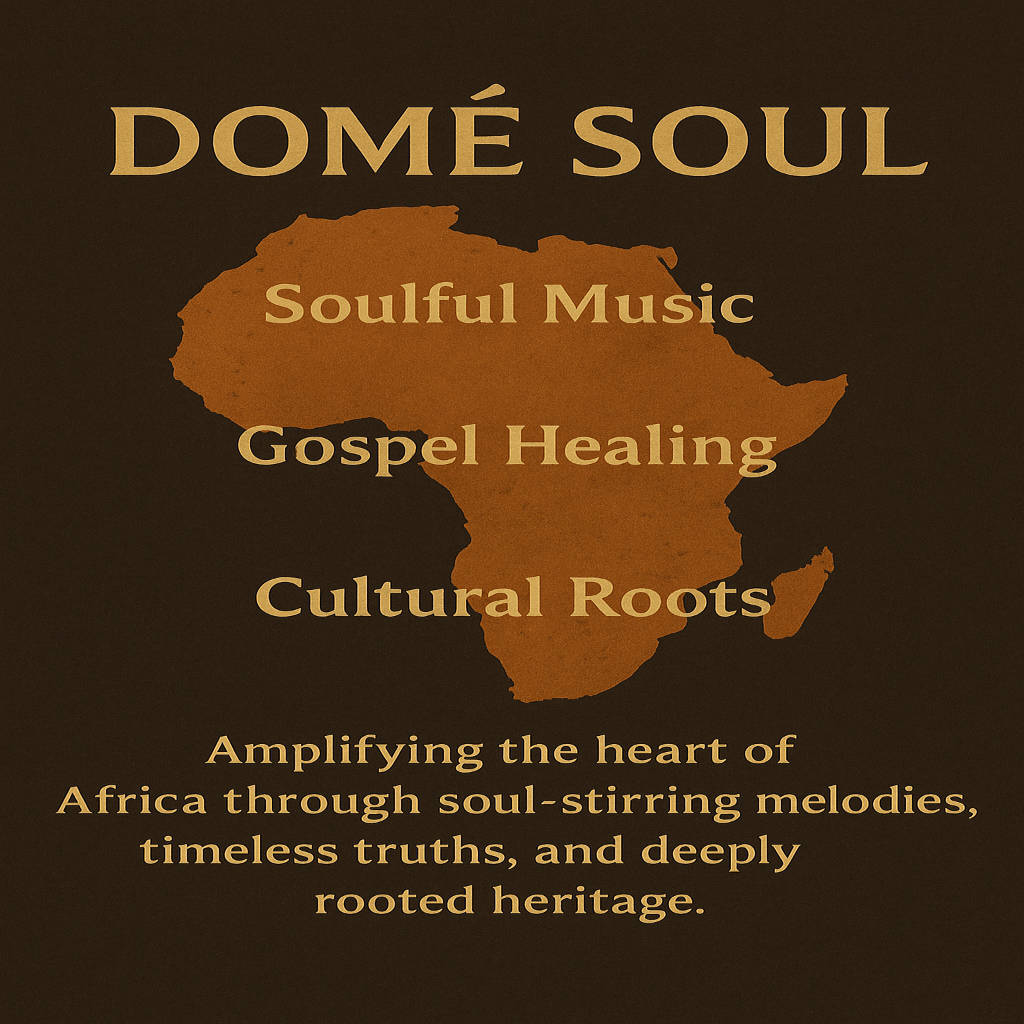 DOMÉ SOUL
Soulful Music
Gospel Healing
Cultural Roots
Amplifying the heart of
Africa through soul-stirring melodies,
timeless truths, and deeply
rooted heritage.